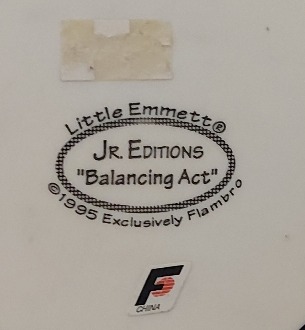 Little Emmett®
JR. EDITIONS
"Balancing Act"
©1995 Exclusively Flambro
F
CHINA